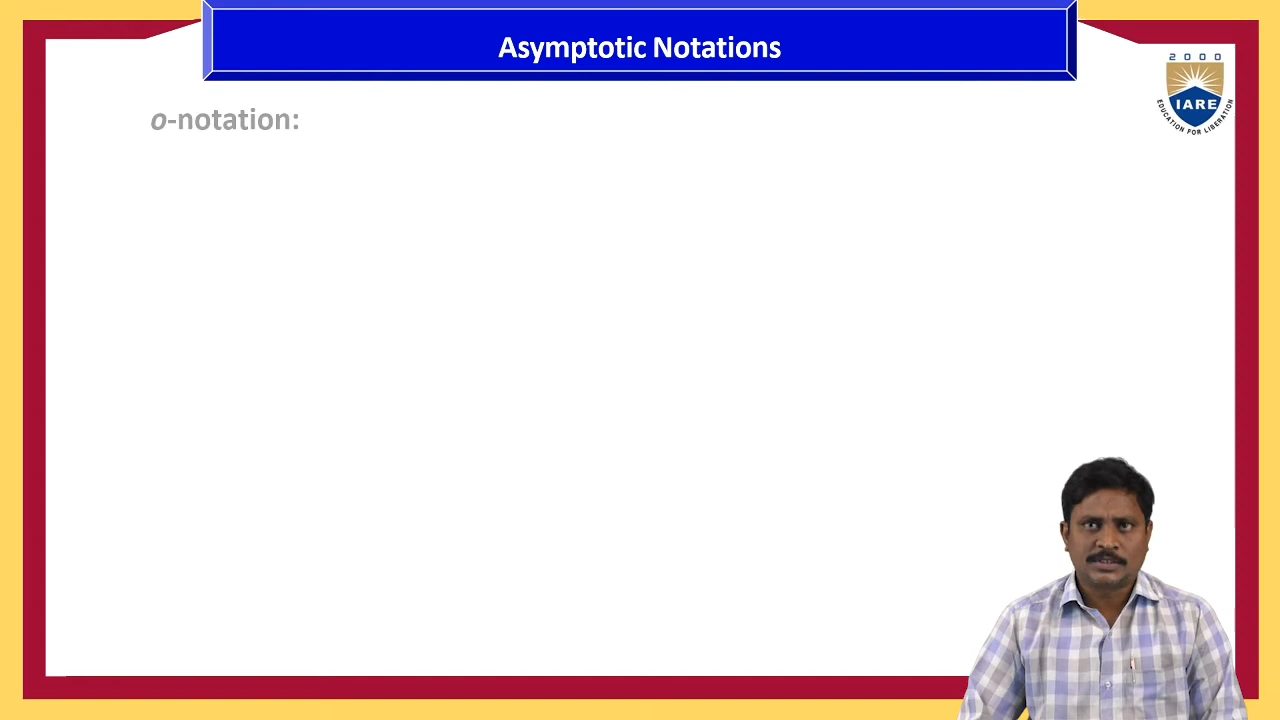 Asymptotic Notations
2000
IARE
EDUCATION FOR LIBERATION
o-notation: